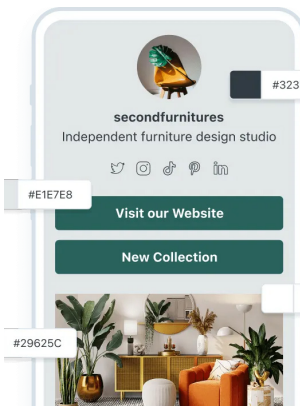 #323
secondfurnitures
Independent furniture design studio
#E1E7E8
Visit our Website
New Collection
#29625C